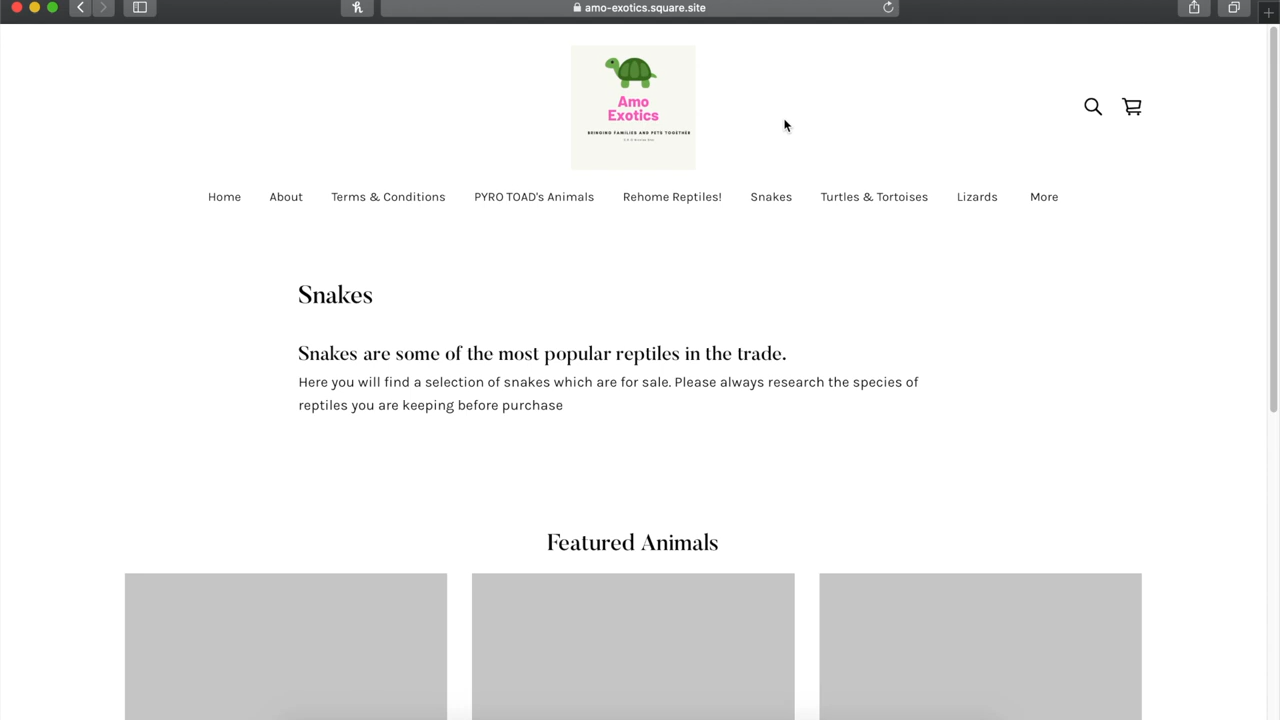 amo-exotics.square.site
Amo
Exotics
BRINGING FAMILIES AND PETS TOGETHER
Home About Terms & Conditions PYRO TOAD's Animals Rehome Reptiles! Snakes Turtles & Tortoises Lizards More
Snakes
Snakes are some of the most popular reptiles in the trade.
Here you will find a selection of snakes which are for sale. Please always research the species of
reptiles you are keeping before purchase
Featured Animals